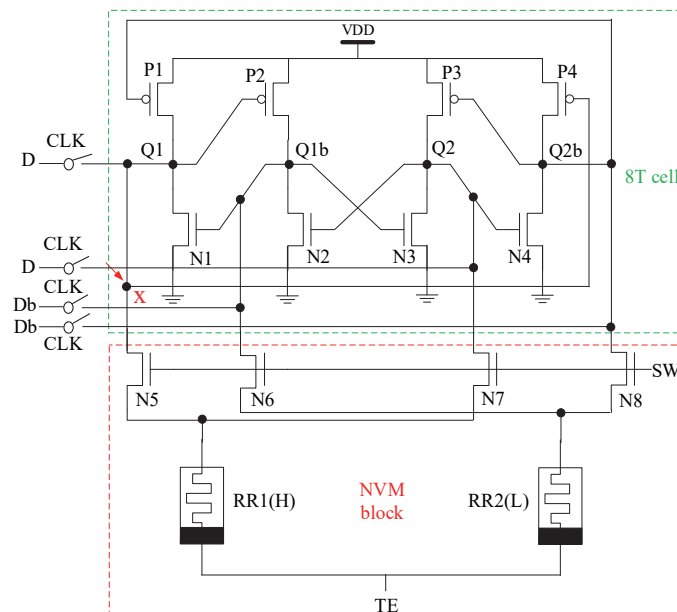 VDD
P1
P2
P3
P4
CLK
D
Q1
Q1b
Q2
Q2b
8T cell
N1
N2
N3
N4
CLK
D
X
CLK
Db
Db
CLK
SW
N5
N6
N7
N8
RR1(H)
NVM
block
RR2(L)
TE